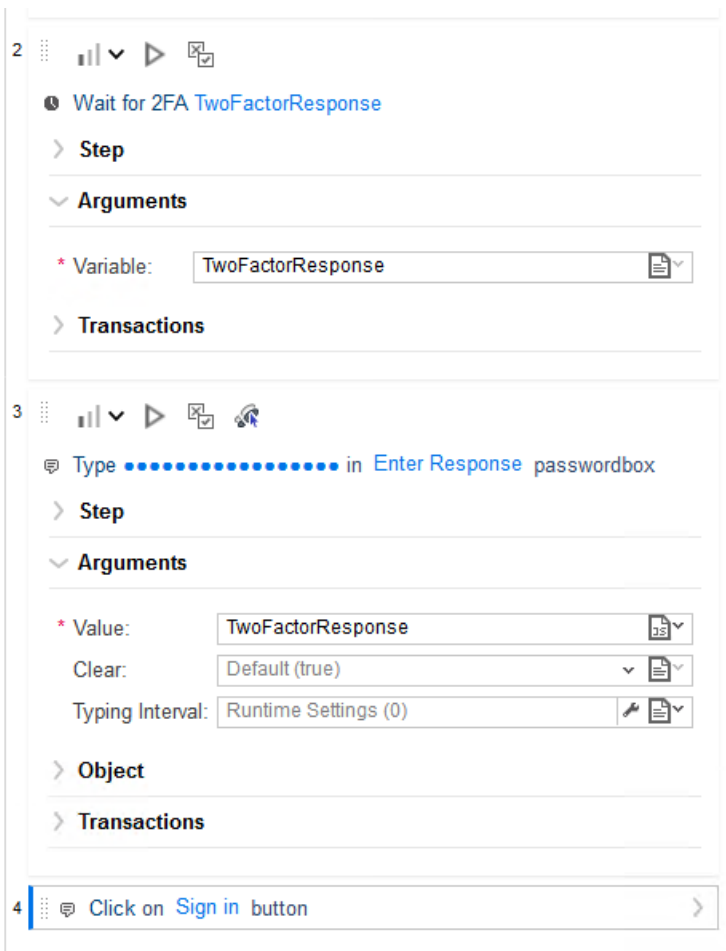 2
Wait for 2FA TwoFactorResponse
Step
Arguments
* Variable: TwoFactorResponse
Transactions
3
Type ••••••••••••••••• in Enter Response passwordbox
Step
Arguments
* Value: TwoFactorResponse
JS
Clear: Default (true)
Typing Interval: Runtime Settings (0)
Object
Transactions
4 Click on Sign in button